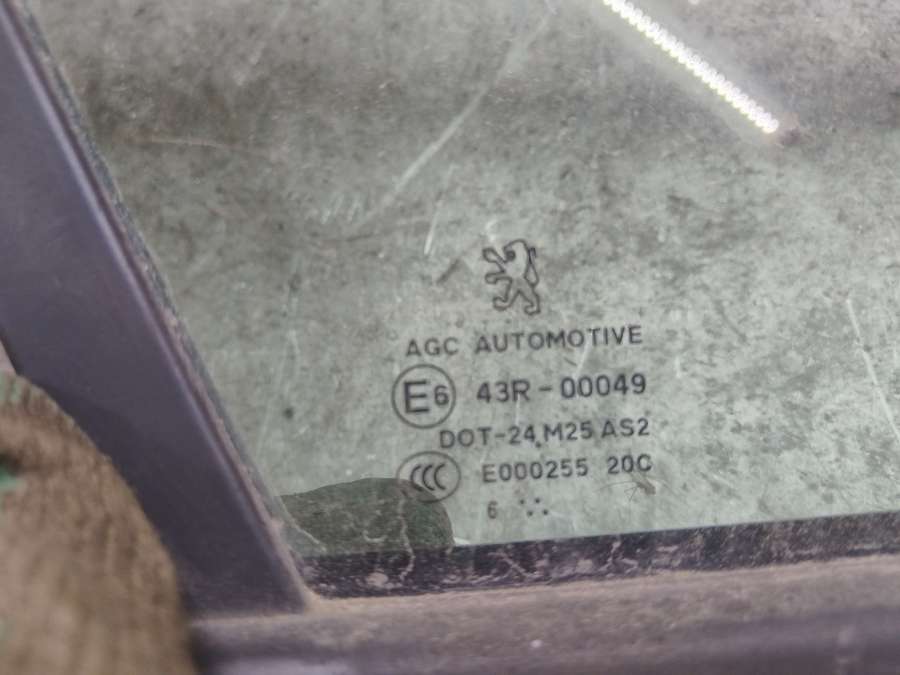 AGC AUTOMOTIVE
E6 43R-00049
DOT-24 M25 AS2
CCC E000255 20C
6